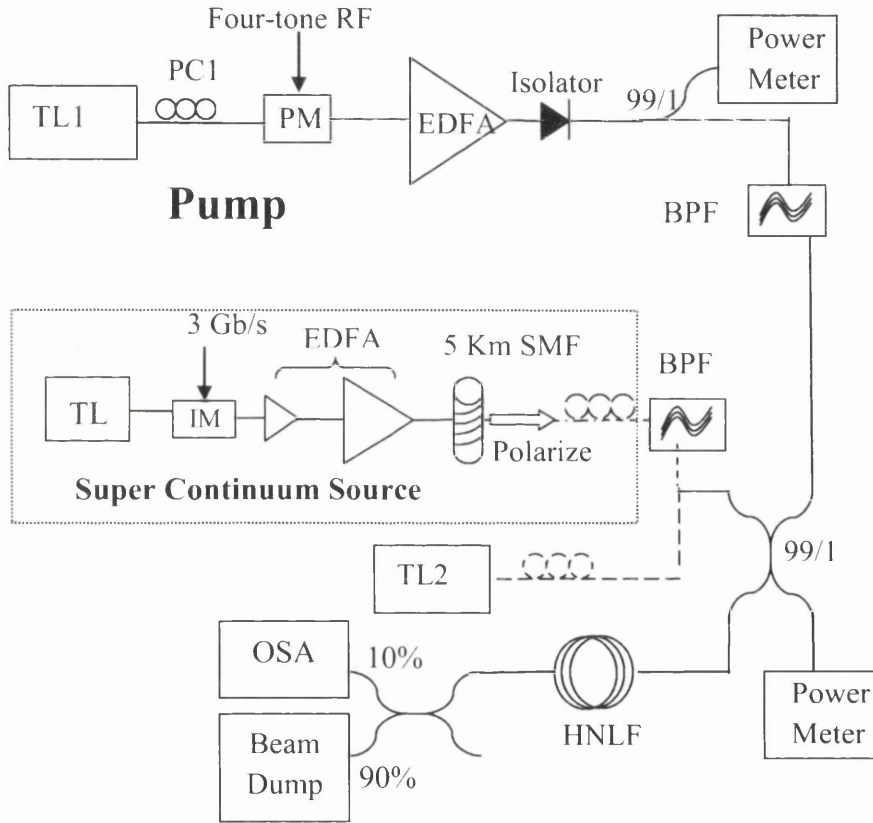 Four-tone RF
PC1
TL1
PM
EDFA
Isolator
99/1
Power
Meter
Pump
BPF
3 Gb/s
EDFA
5 Km SMF
BPF
TL
IM
Polarize
Super Continuum Source
99/1
TL2
OSA
10%
HNLF
Power
Meter
Beam
Dump
90%